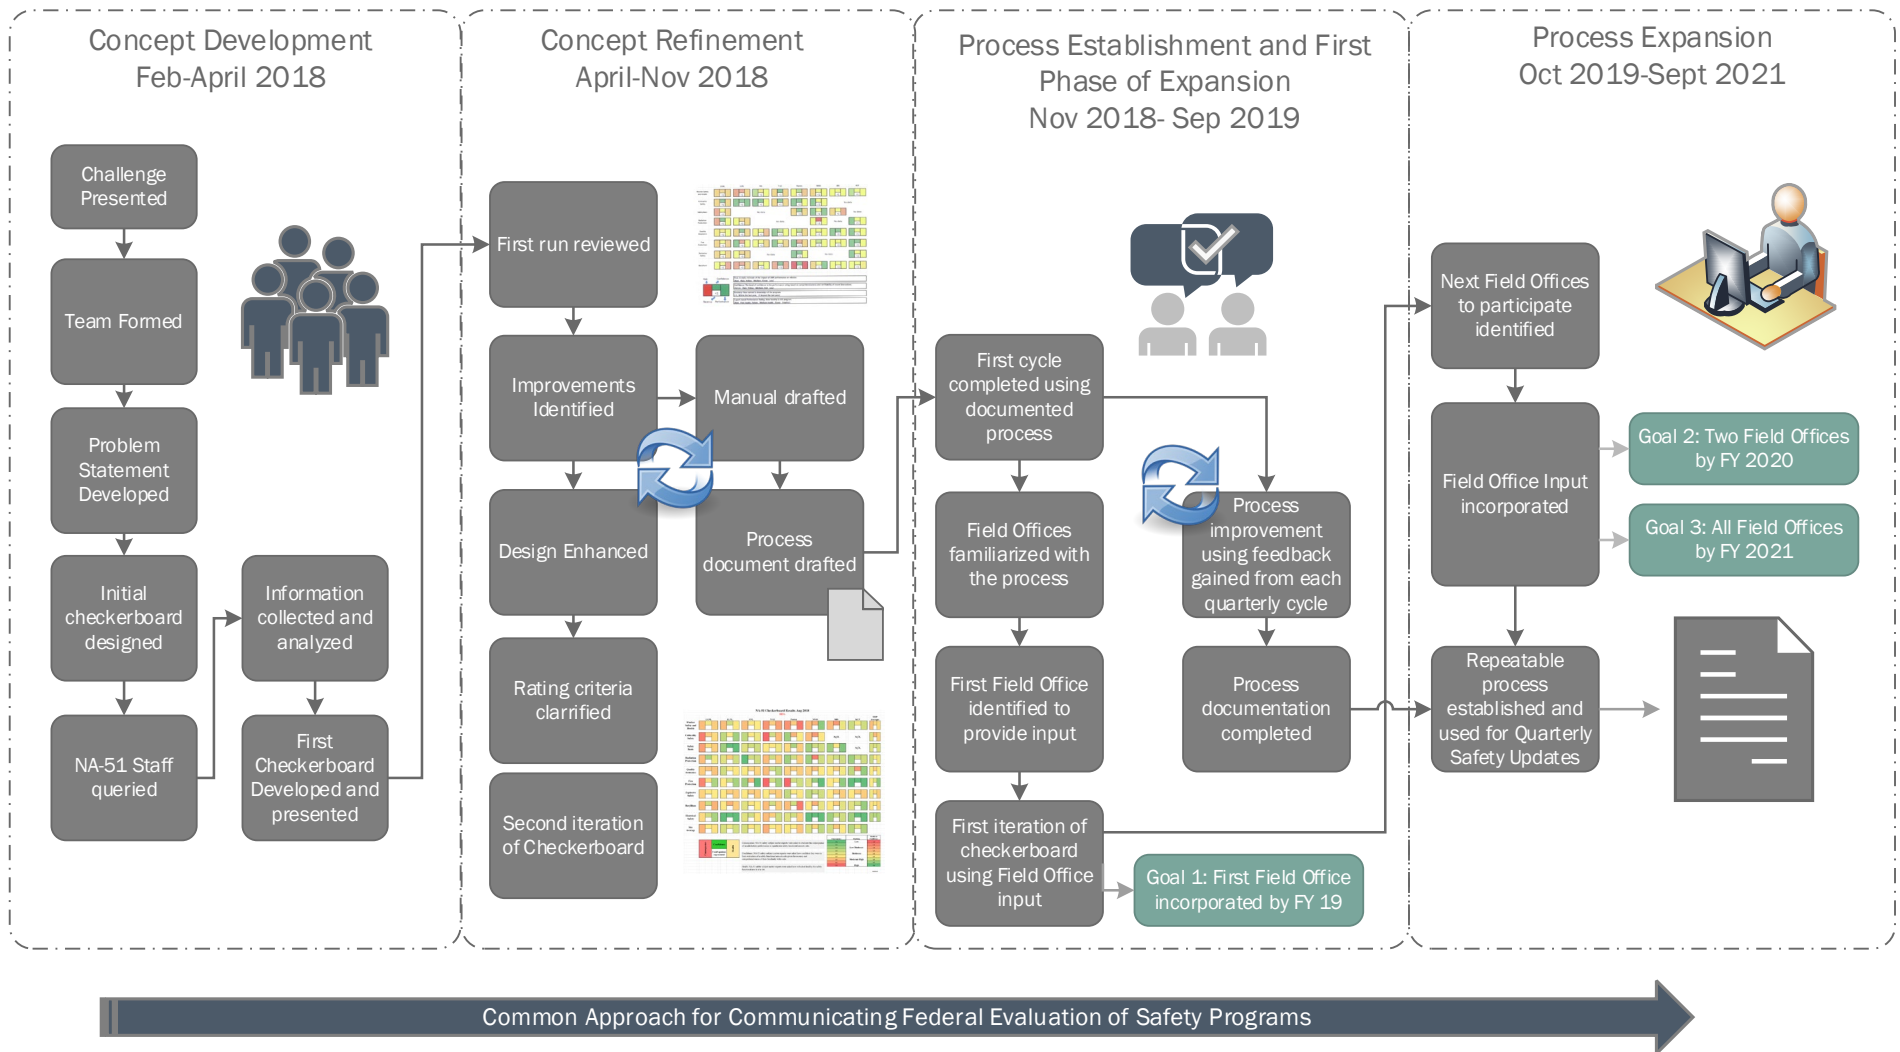 Concept Development
Feb-April 2018
Challenge
Presented
Team Formed
Problem
Statement
Developed
Initial
checkerboard
designed
NA-51 Staff
queried
Information
collected and
analyzed
First
Checkerboard
Developed and
presented
Concept Refinement
April-Nov 2018
First run reviewed
Improvements
Identified
Manual drafted
Design Enhanced
Process
document drafted
Rating criteria
clarrified
Second iteration
of Checkerboard
Process Establishment and First
Phase of Expansion
Nov 2018- Sep 2019
First cycle
completed using
documented
process
Field Offices
familiarized with
the process
Process
improvement
using feedback
gained from each
quarterly cycle
First Field Office
identified to
provide input
Process
documentation
completed
First iteration of
checkerboard
using Field Office
input
Goal 1: First Field Office
incorporated by FY 19
Process Expansion
Oct 2019-Sept 2021
Next Field Offices
to participate
identified
Field Office Input
incorporated
Goal 2: Two Field Offices
by FY 2020
Goal 3: All Field Offices
by FY 2021
Repeatable
process
established and
used for Quarterly
Safety Updates
Common Approach for Communicating Federal Evaluation of Safety Programs